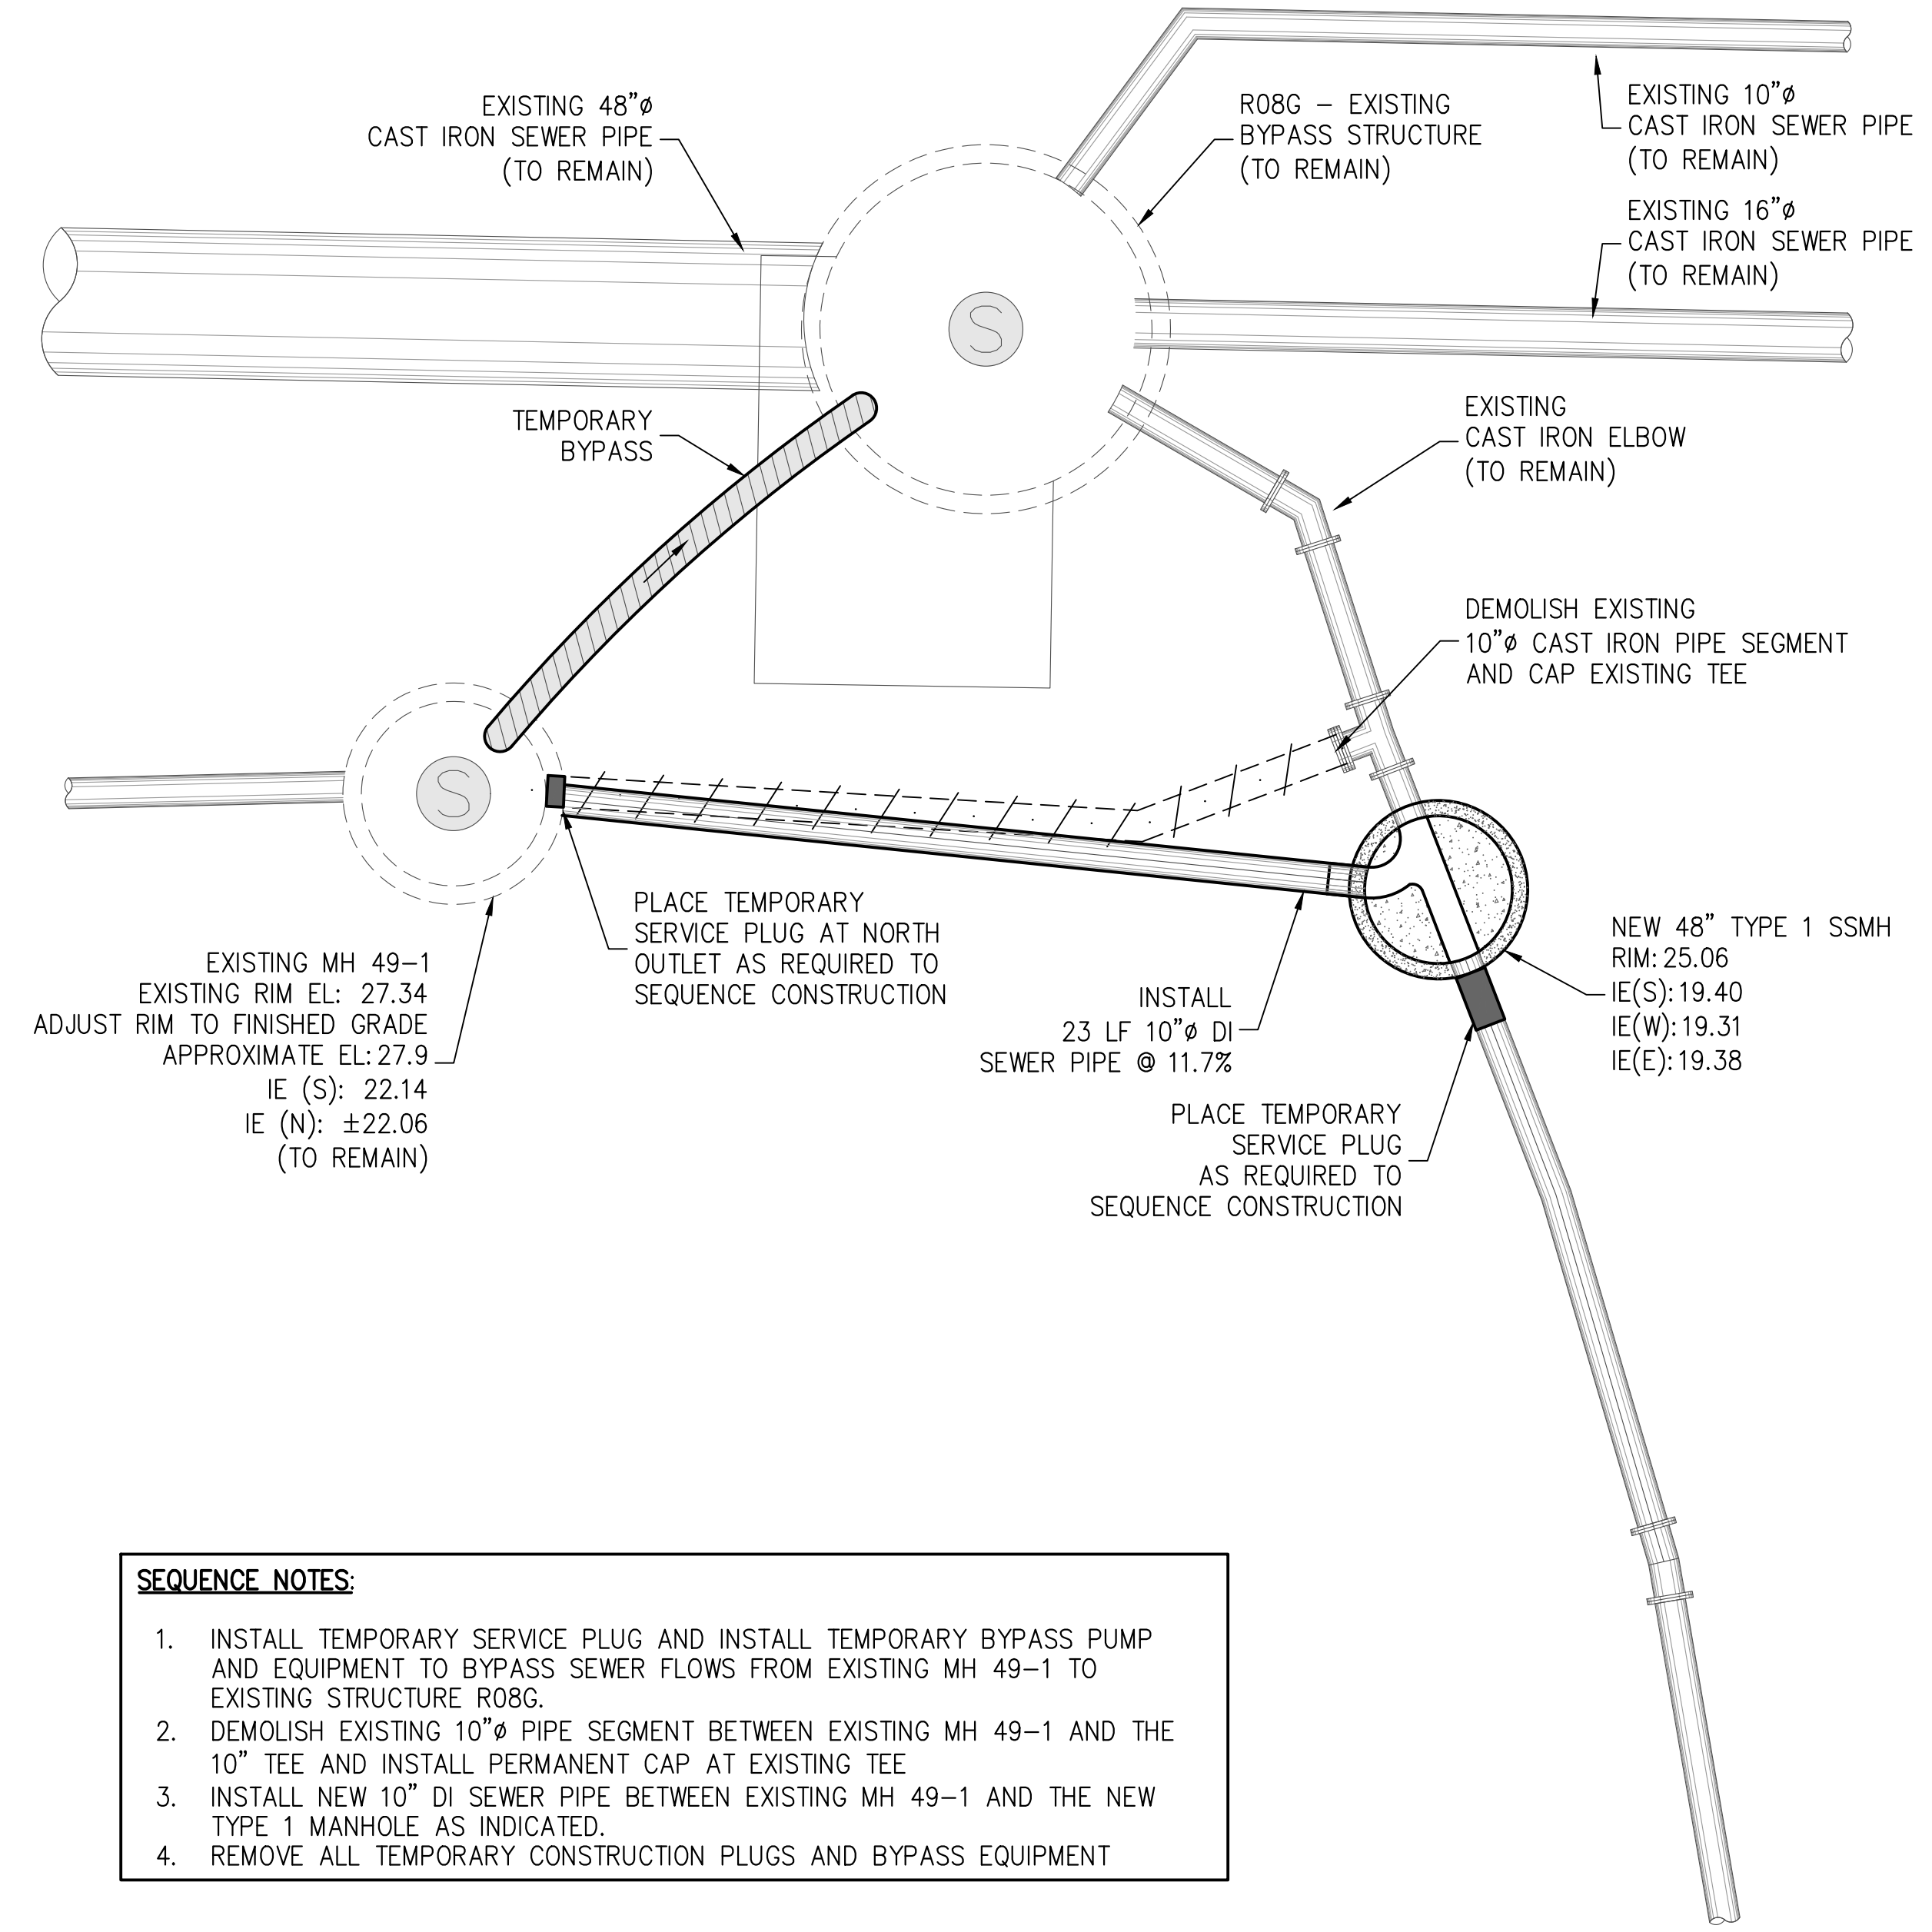 EXISTING 48"ø
CAST IRON SEWER PIPE
(TO REMAIN)
R08G – EXISTING
BYPASS STRUCTURE
(TO REMAIN)
EXISTING 10"ø
CAST IRON SEWER PIPE
(TO REMAIN)
EXISTING 16"ø
CAST IRON SEWER PIPE
(TO REMAIN)
S
TEMPORARY
BYPASS
EXISTING
CAST IRON ELBOW
(TO REMAIN)
DEMOLISH EXISTING
10"ø CAST IRON PIPE SEGMENT
AND CAP EXISTING TEE
S
PLACE TEMPORARY
SERVICE PLUG AT NORTH
OUTLET AS REQUIRED TO
SEQUENCE CONSTRUCTION
EXISTING MH 49–1
EXISTING RIM EL: 27.34
ADJUST RIM TO FINISHED GRADE
APPROXIMATE EL: 27.9
IE (S): 22.14
IE (N): ±22.06
(TO REMAIN)
INSTALL
23 LF 10"ø DI
SEWER PIPE @ 11.7%
NEW 48" TYPE 1 SSMH
RIM: 25.06
IE(S): 19.40
IE(W): 19.31
IE(E): 19.38
PLACE TEMPORARY
SERVICE PLUG
AS REQUIRED TO
SEQUENCE CONSTRUCTION
SEQUENCE NOTES:
1. INSTALL TEMPORARY SERVICE PLUG AND INSTALL TEMPORARY BYPASS PUMP
AND EQUIPMENT TO BYPASS SEWER FLOWS FROM EXISTING MH 49–1 TO
EXISTING STRUCTURE R08G.
2. DEMOLISH EXISTING 10"ø PIPE SEGMENT BETWEEN EXISTING MH 49–1 AND THE
10" TEE AND INSTALL PERMANENT CAP AT EXISTING TEE
3. INSTALL NEW 10" DI SEWER PIPE BETWEEN EXISTING MH 49–1 AND THE NEW
TYPE 1 MANHOLE AS INDICATED.
4. REMOVE ALL TEMPORARY CONSTRUCTION PLUGS AND BYPASS EQUIPMENT